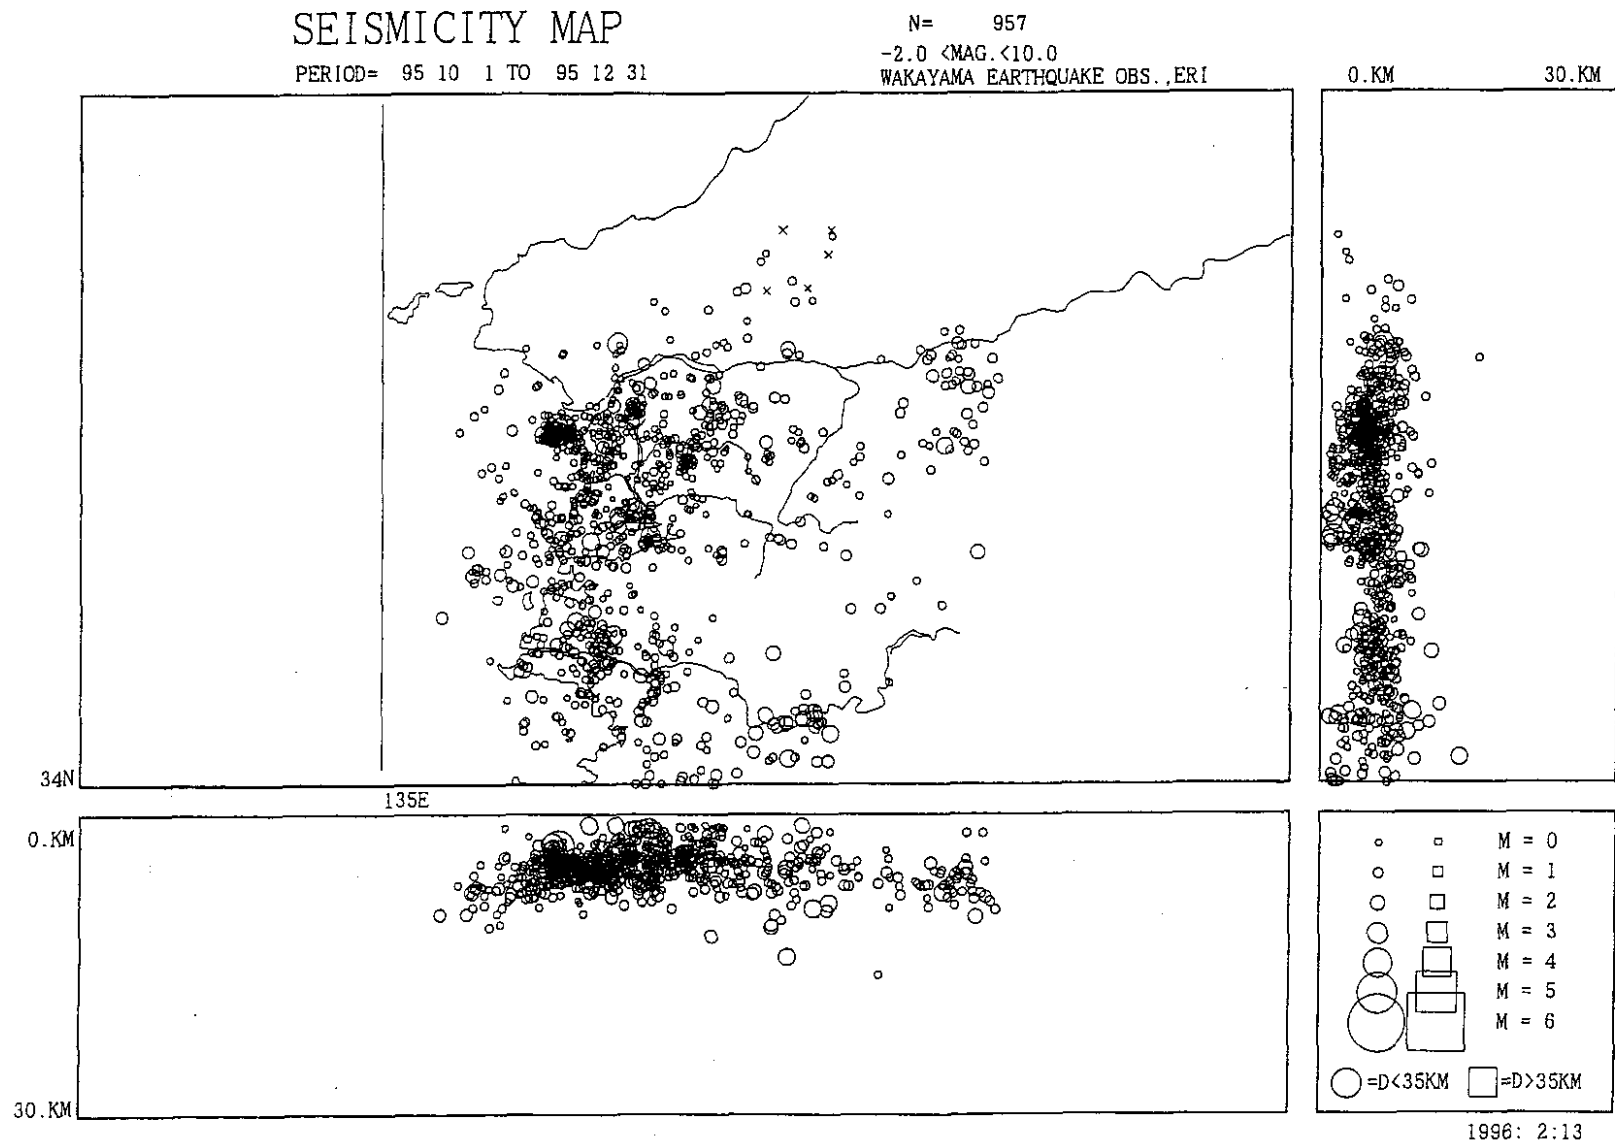 SEISMICITY MAP
N= 957
-2.0 <MAG.<10.0
PERIOD= 95 10 1 TO 95 12 31
WAKAYAMA EARTHQUAKE OBS.,ERI
0.KM 30.KM
34N
135E
0.KM
30.KM
M = 0
M = 1
M = 2
M = 3
M = 4
M = 5
M = 6
=D<35KM =D>35KM
1996: 2:13